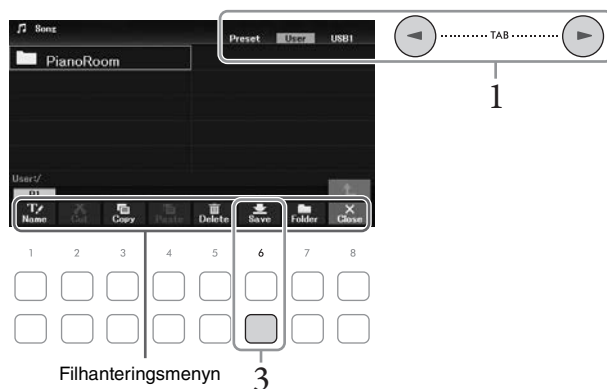 Song
Preset User USB1
TAB
1
PianoRoom
User:/
P1
Name Cut Copy Paste Delete Save Folder Close
1 2 3 4 5 6 7 8
Filhanteringsmenyn
3